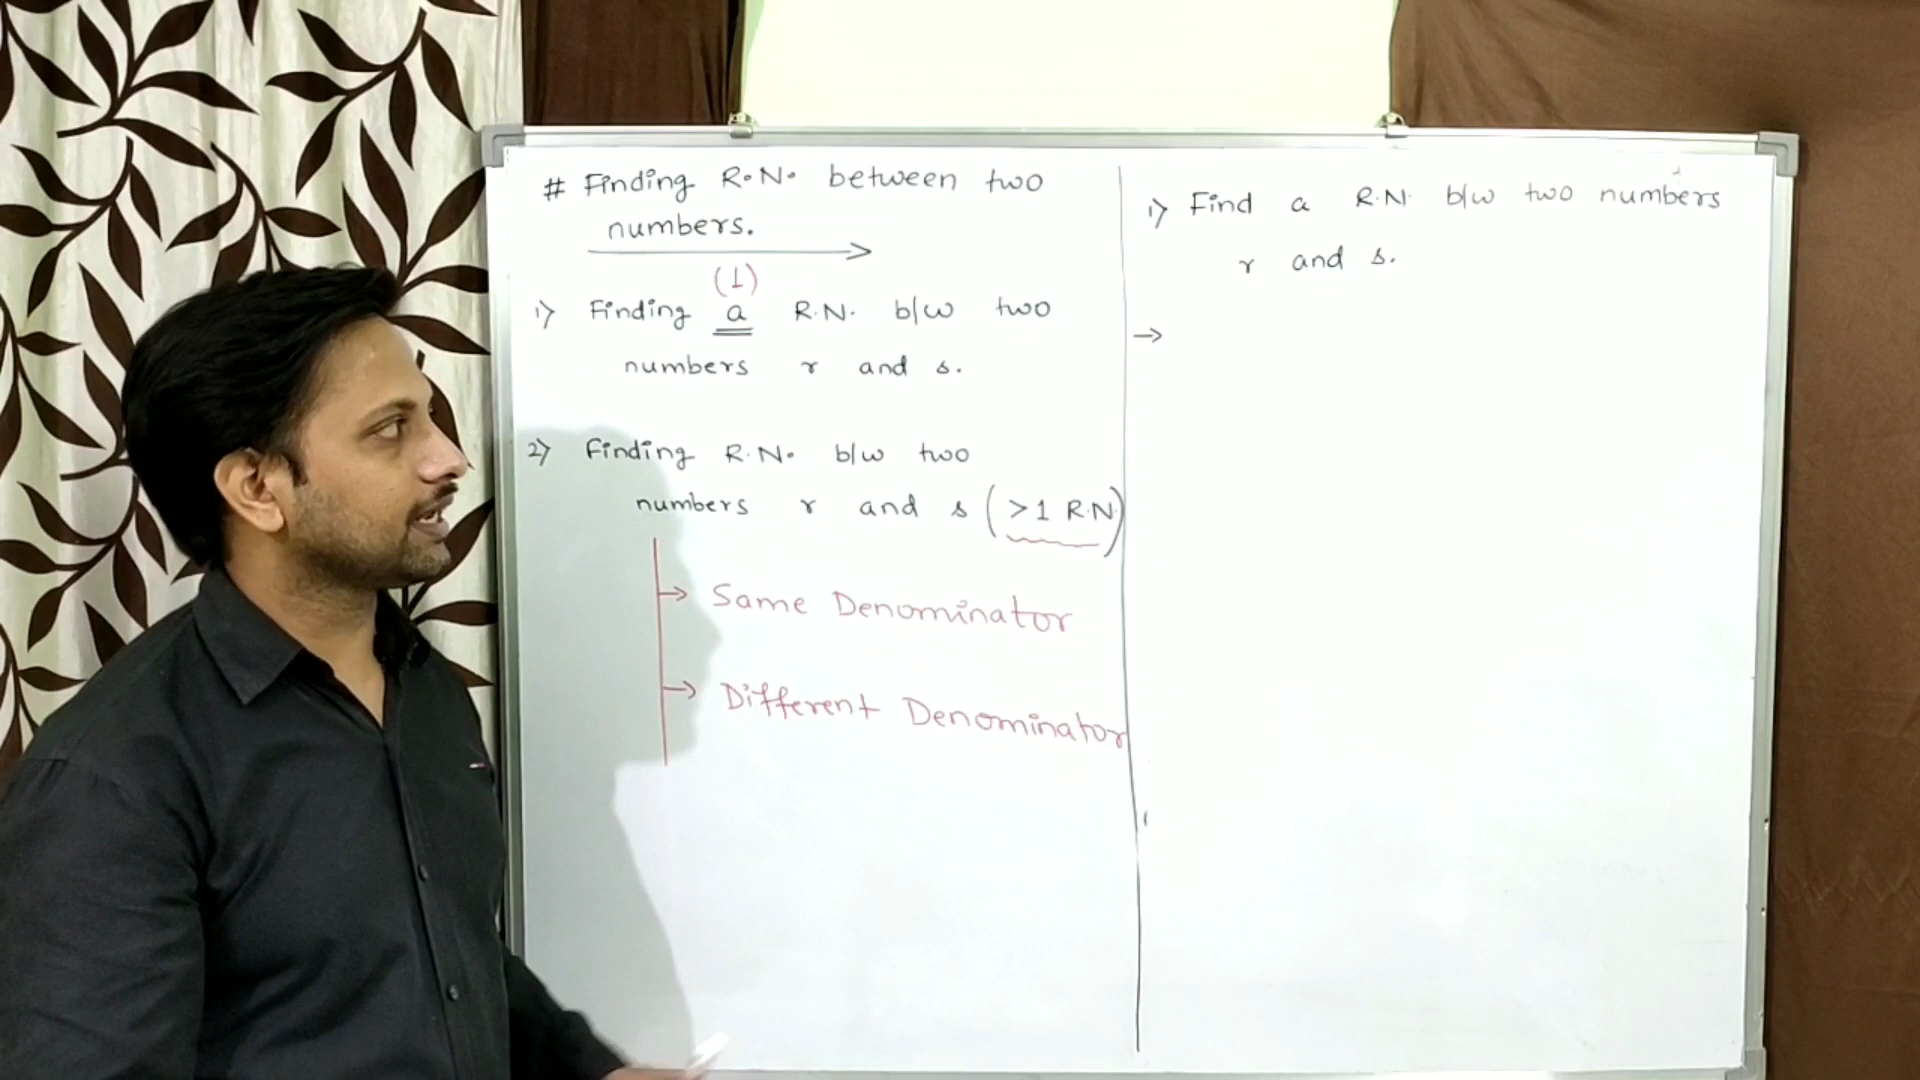 # Finding R.N. between two
numbers.
(1)
1) Finding a R.N. b/w two
numbers r and s.
2) Finding R.N. b/w two
numbers r and s (>1 R.N)
→ Same Denominator
→ Different Denominator
1) Find a R.N. b/w two numbers
r and s.
→